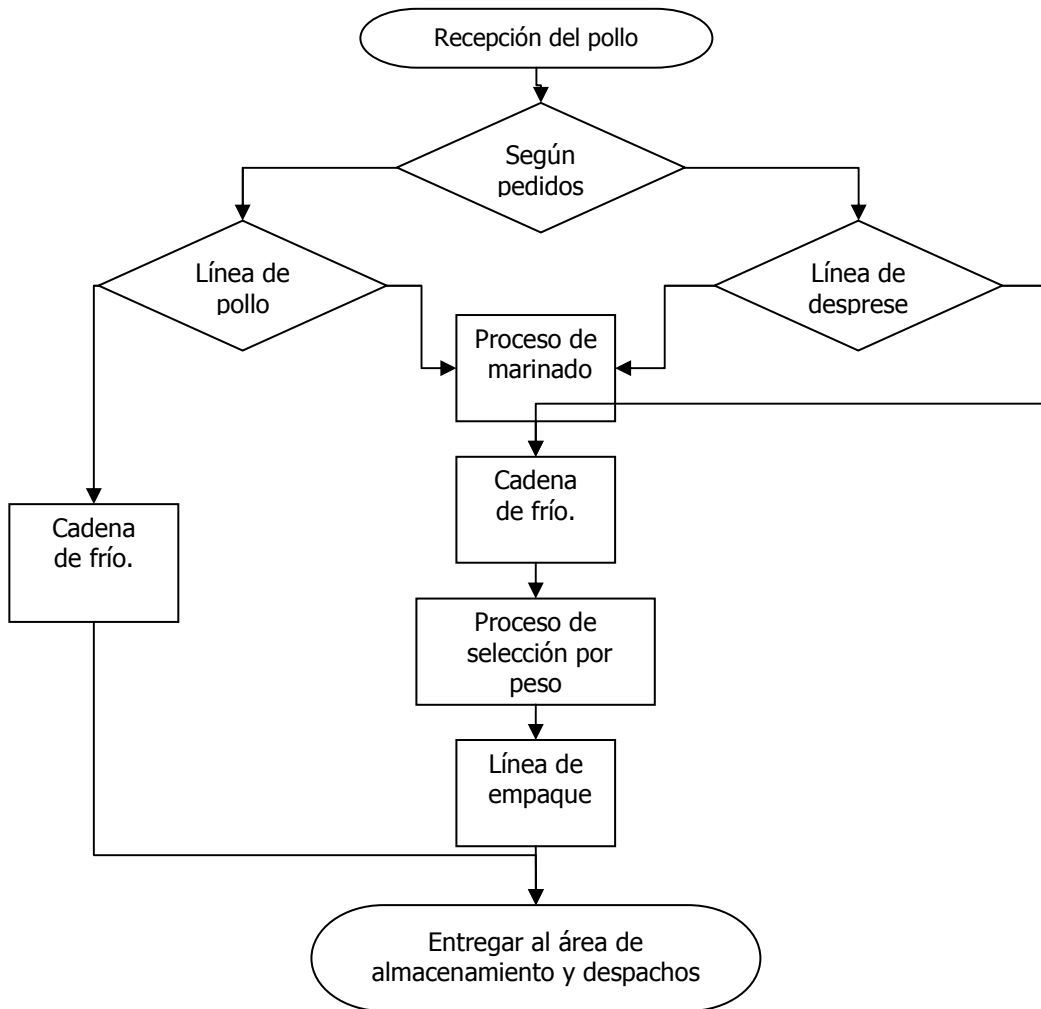 Recepción del pollo
Según
pedidos
Línea de
pollo
Línea de
desprese
Proceso de
marinado
Cadena
de frío.
Cadena
de frío.
Proceso de
selección por
peso
Línea de
empaque
Entregar al área de
almacenamiento y despachos